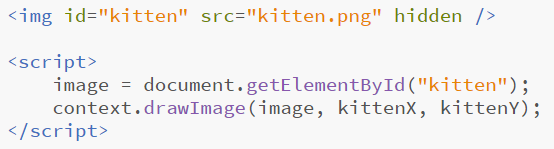 <img id="kitten" src="kitten.png" hidden />
<script>
image = document.getElementById("kitten");
context.drawImage(image, kittenX, kittenY);
</script>